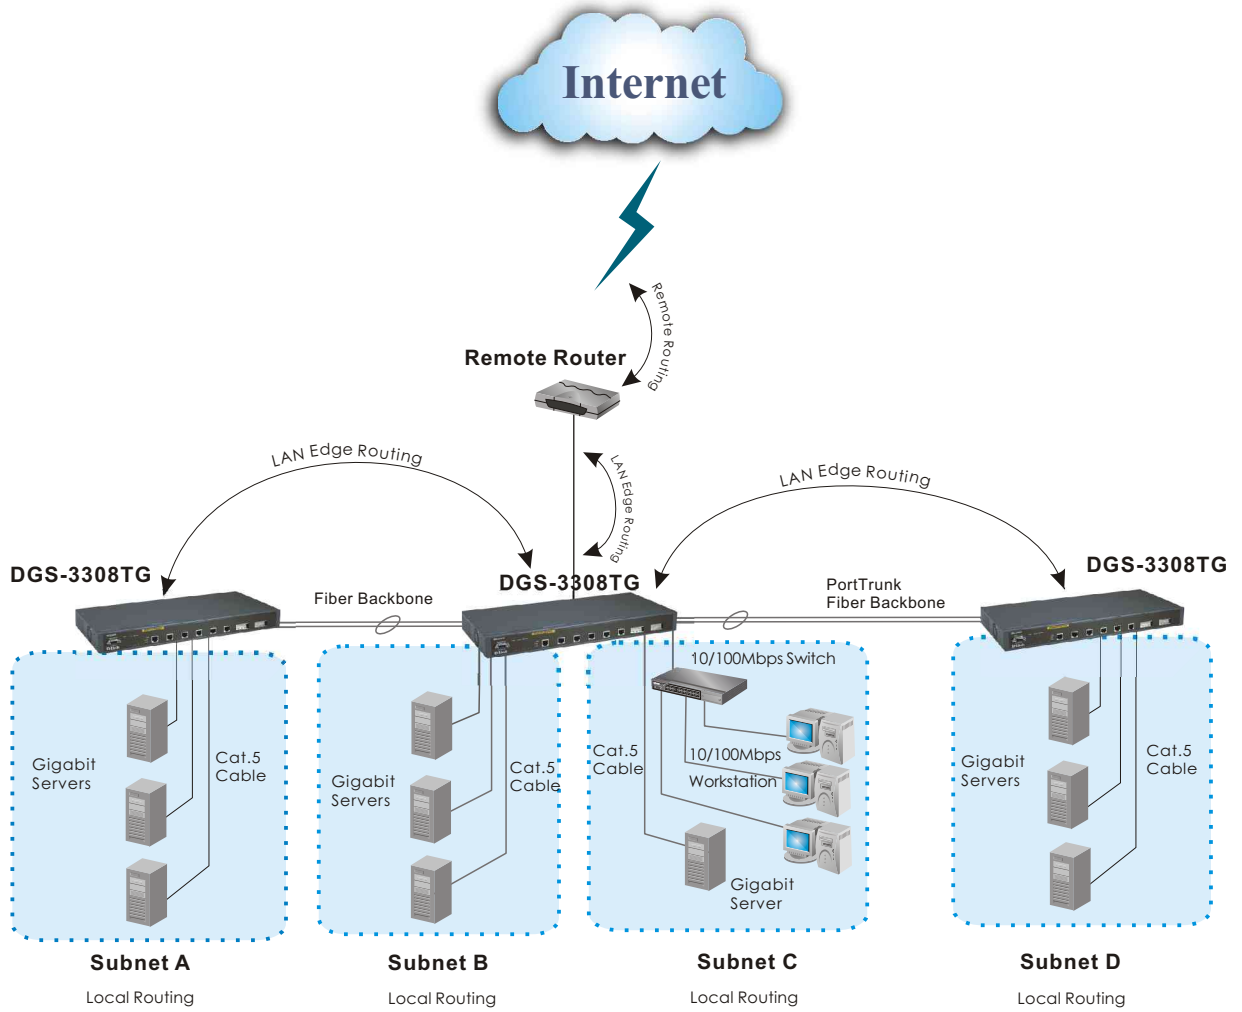 Internet
Remote Routing
Remote Router
LAN Edge Routing
LAN Edge Routing
LAN Edge Routing
DGS-3308TG
DGS-3308TG
DGS-3308TG
Fiber Backbone
PortTrunk
Fiber Backbone
10/100Mbps Switch
Gigabit
Servers
Cat.5
Cable
Gigabit
Servers
Cat.5
Cable
Cat.5
Cable
10/100Mbps
Workstation
Gigabit
Server
Gigabit
Servers
Cat.5
Cable
Subnet A
Local Routing
Subnet B
Local Routing
Subnet C
Local Routing
Subnet D
Local Routing